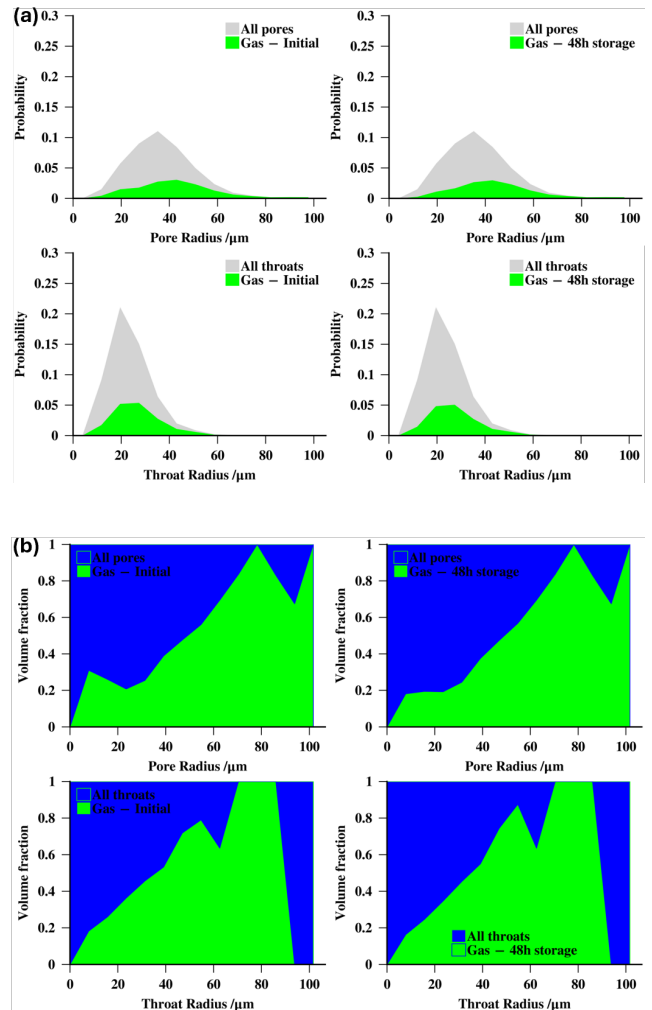 (a)
0.3
0.25
0.2
0.15
0.1
0.05
0
Probability
All pores
Gas − Initial
0 20 40 60 80 100
Pore Radius /μm
0.3
0.25
0.2
0.15
0.1
0.05
0
Probability
All pores
Gas − 48h storage
0 20 40 60 80 100
Pore Radius /μm
0.3
0.25
0.2
0.15
0.1
0.05
0
Probability
All throats
Gas − Initial
0 20 40 60 80 100
Throat Radius /μm
0.3
0.25
0.2
0.15
0.1
0.05
0
Probability
All throats
Gas − 48h storage
0 20 40 60 80 100
Throat Radius /μm
(b)
1
0.8
0.6
0.4
0.2
0
Volume fraction
All pores
Gas − Initial
0 20 40 60 80 100
Pore Radius /μm
1
0.8
0.6
0.4
0.2
0
Volume fraction
All pores
Gas − 48h storage
0 20 40 60 80 100
Pore Radius /μm
1
0.8
0.6
0.4
0.2
0
Volume fraction
All throats
Gas − Initial
0 20 40 60 80 100
Throat Radius /μm
1
0.8
0.6
0.4
0.2
0
Volume fraction
All throats
Gas − 48h storage
0 20 40 60 80 100
Throat Radius /μm